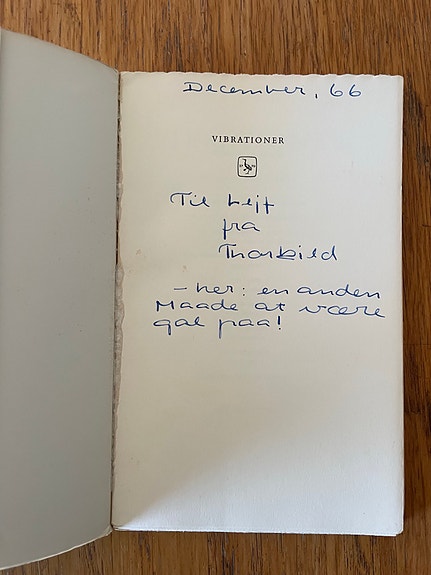 December, 66
VIBRATIONER
Til Lejf
fra
Thorkild
- her: en anden
Maade at være
gal paa!